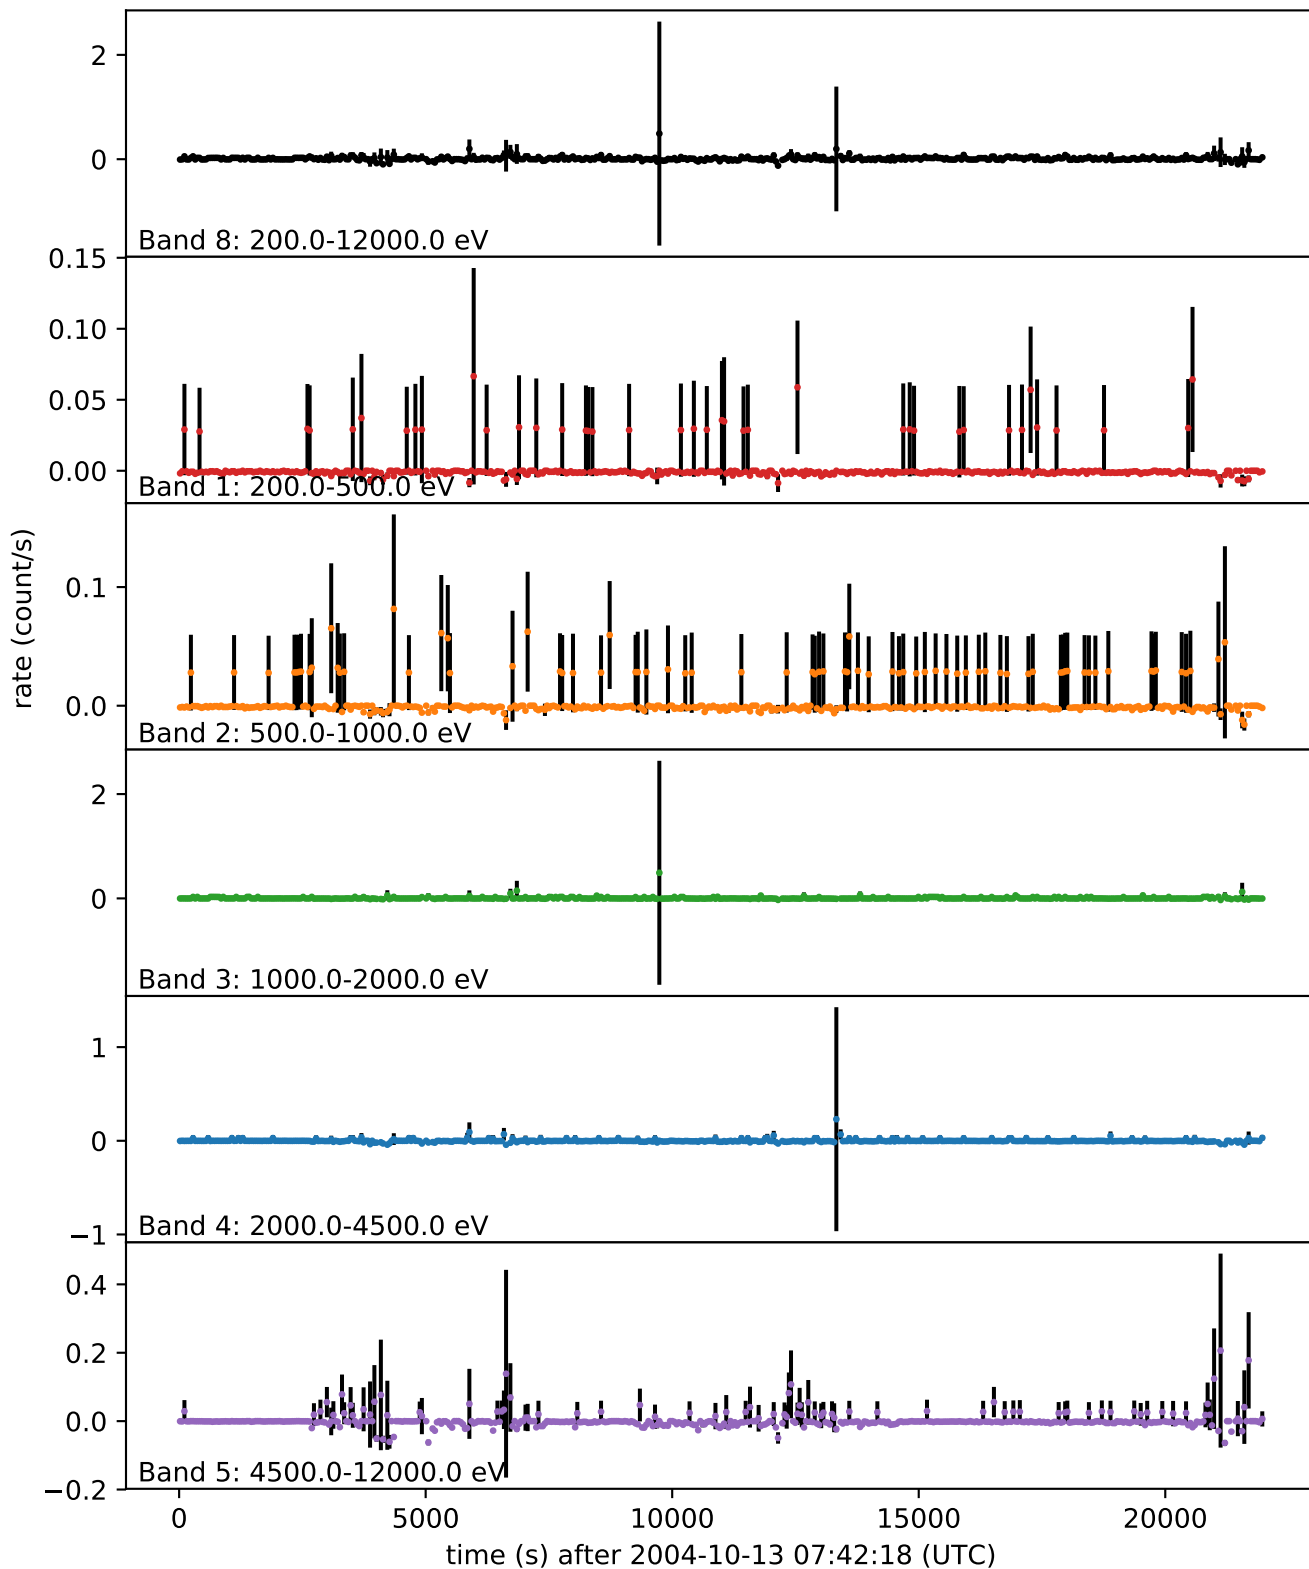 2
0
Band 8: 200.0-12000.0 eV
0.15
0.10
0.05
0.00
Band 1: 200.0-500.0 eV
rate (count/s)
0.1
0.0
Band 2: 500.0-1000.0 eV
2
0
Band 3: 1000.0-2000.0 eV
1
0
−1
Band 4: 2000.0-4500.0 eV
0.4
0.2
0.0
−0.2
Band 5: 4500.0-12000.0 eV
0 5000 10000 15000 20000
time (s) after 2004-10-13 07:42:18 (UTC)